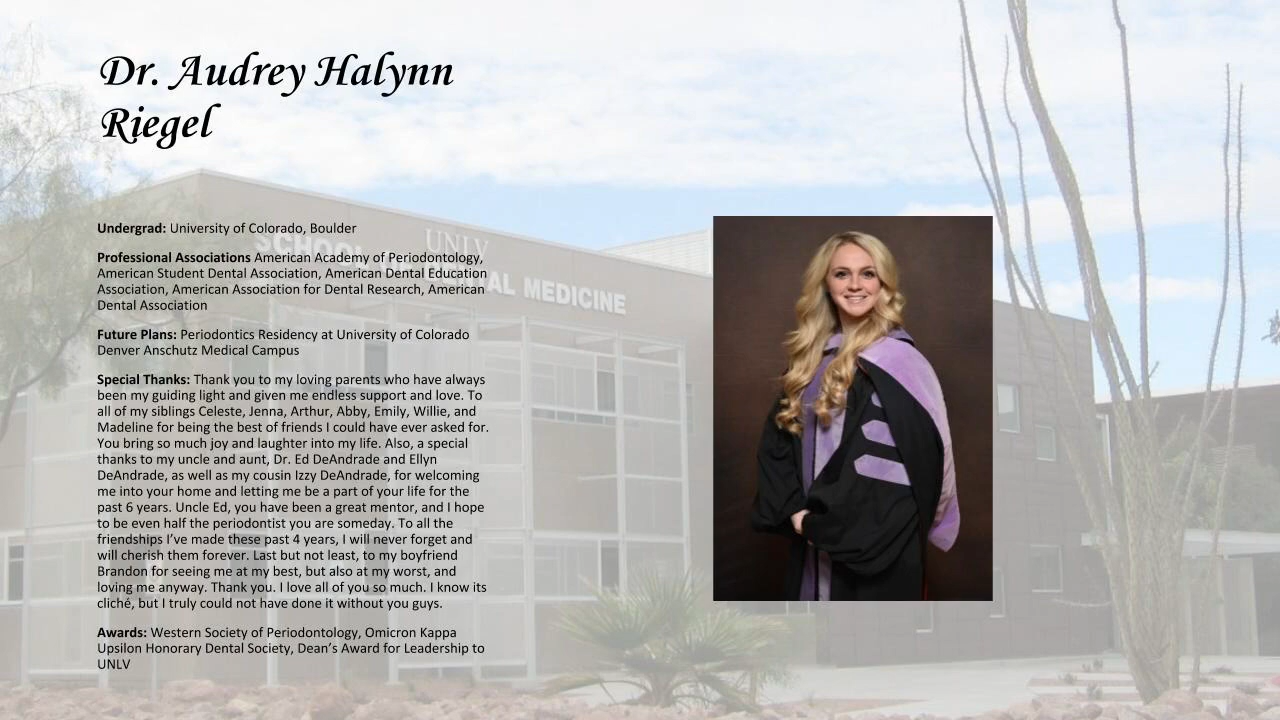 Dr. Audrey Halynn
Riegel
Undergrad: University of Colorado, Boulder
Professional Associations American Academy of Periodontology,
American Student Dental Association, American Dental Education
Association, American Association for Dental Research, American
Dental Association
Future Plans: Periodontics Residency at University of Colorado
Denver Anschutz Medical Campus
Special Thanks: Thank you to my loving parents who have always
been my guiding light and given me endless support and love. To
all of my siblings Celeste, Jenna, Arthur, Abby, Emily, Willie, and
Madeline for being the best of friends I could have ever asked for.
You bring so much joy and laughter into my life. Also, a special
thanks to my uncle and aunt, Dr. Ed DeAndrade and Ellyn
DeAndrade, as well as my cousin Izzy DeAndrade, for welcoming
me into your home and letting me be a part of your life for the
past 6 years. Uncle Ed, you have been a great mentor, and I hope
to be even half the periodontist you are someday. To all the
friendships I’ve made these past 4 years, I will never forget and
will cherish them forever. Last but not least, to my boyfriend
Brandon for seeing me at my best, but also at my worst, and
loving me anyway. Thank you. I love all of you so much. I know its
cliché, but I truly could not have done it without you guys.
Awards: Western Society of Periodontology, Omicron Kappa
Upsilon Honorary Dental Society, Dean’s Award for Leadership to
UNLV
UNLV
SCHOOL MEDICINE